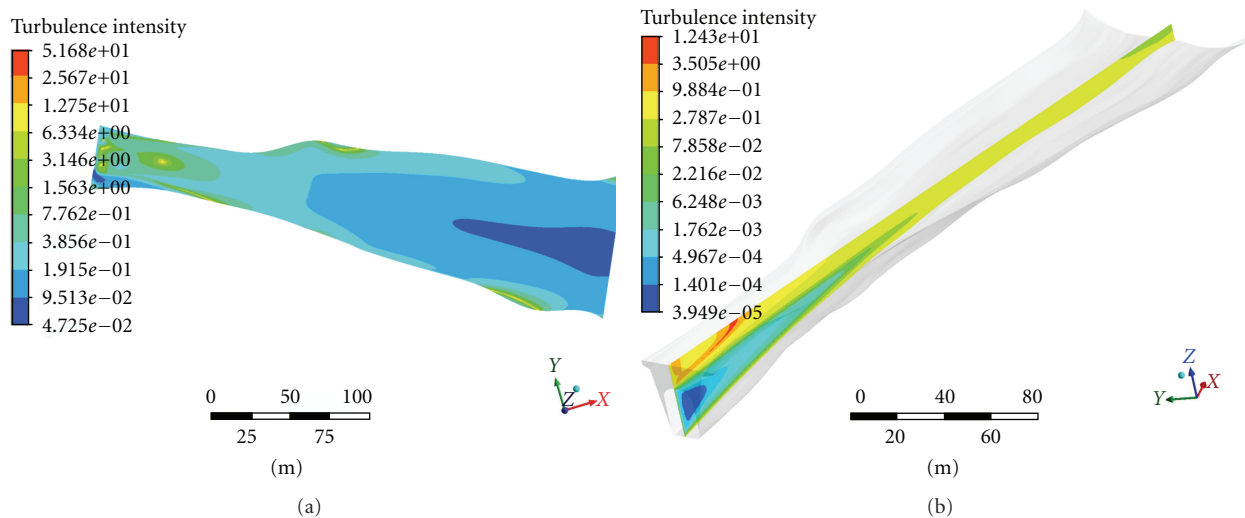 Turbulence intensity
5.168e+01
2.567e+01
1.275e+01
6.334e+00
3.146e+00
1.563e+00
7.762e−01
3.856e−01
1.915e−01
9.513e−02
4.725e−02
Y
Z
X
0 50 100
25 75
(m)
(a)
Turbulence intensity
1.243e+01
3.505e+00
9.884e−01
2.787e−01
7.858e−02
2.216e−02
6.248e−03
1.762e−03
4.967e−04
1.401e−04
3.949e−05
Z
X
Y
0 40 80
20 60
(m)
(b)